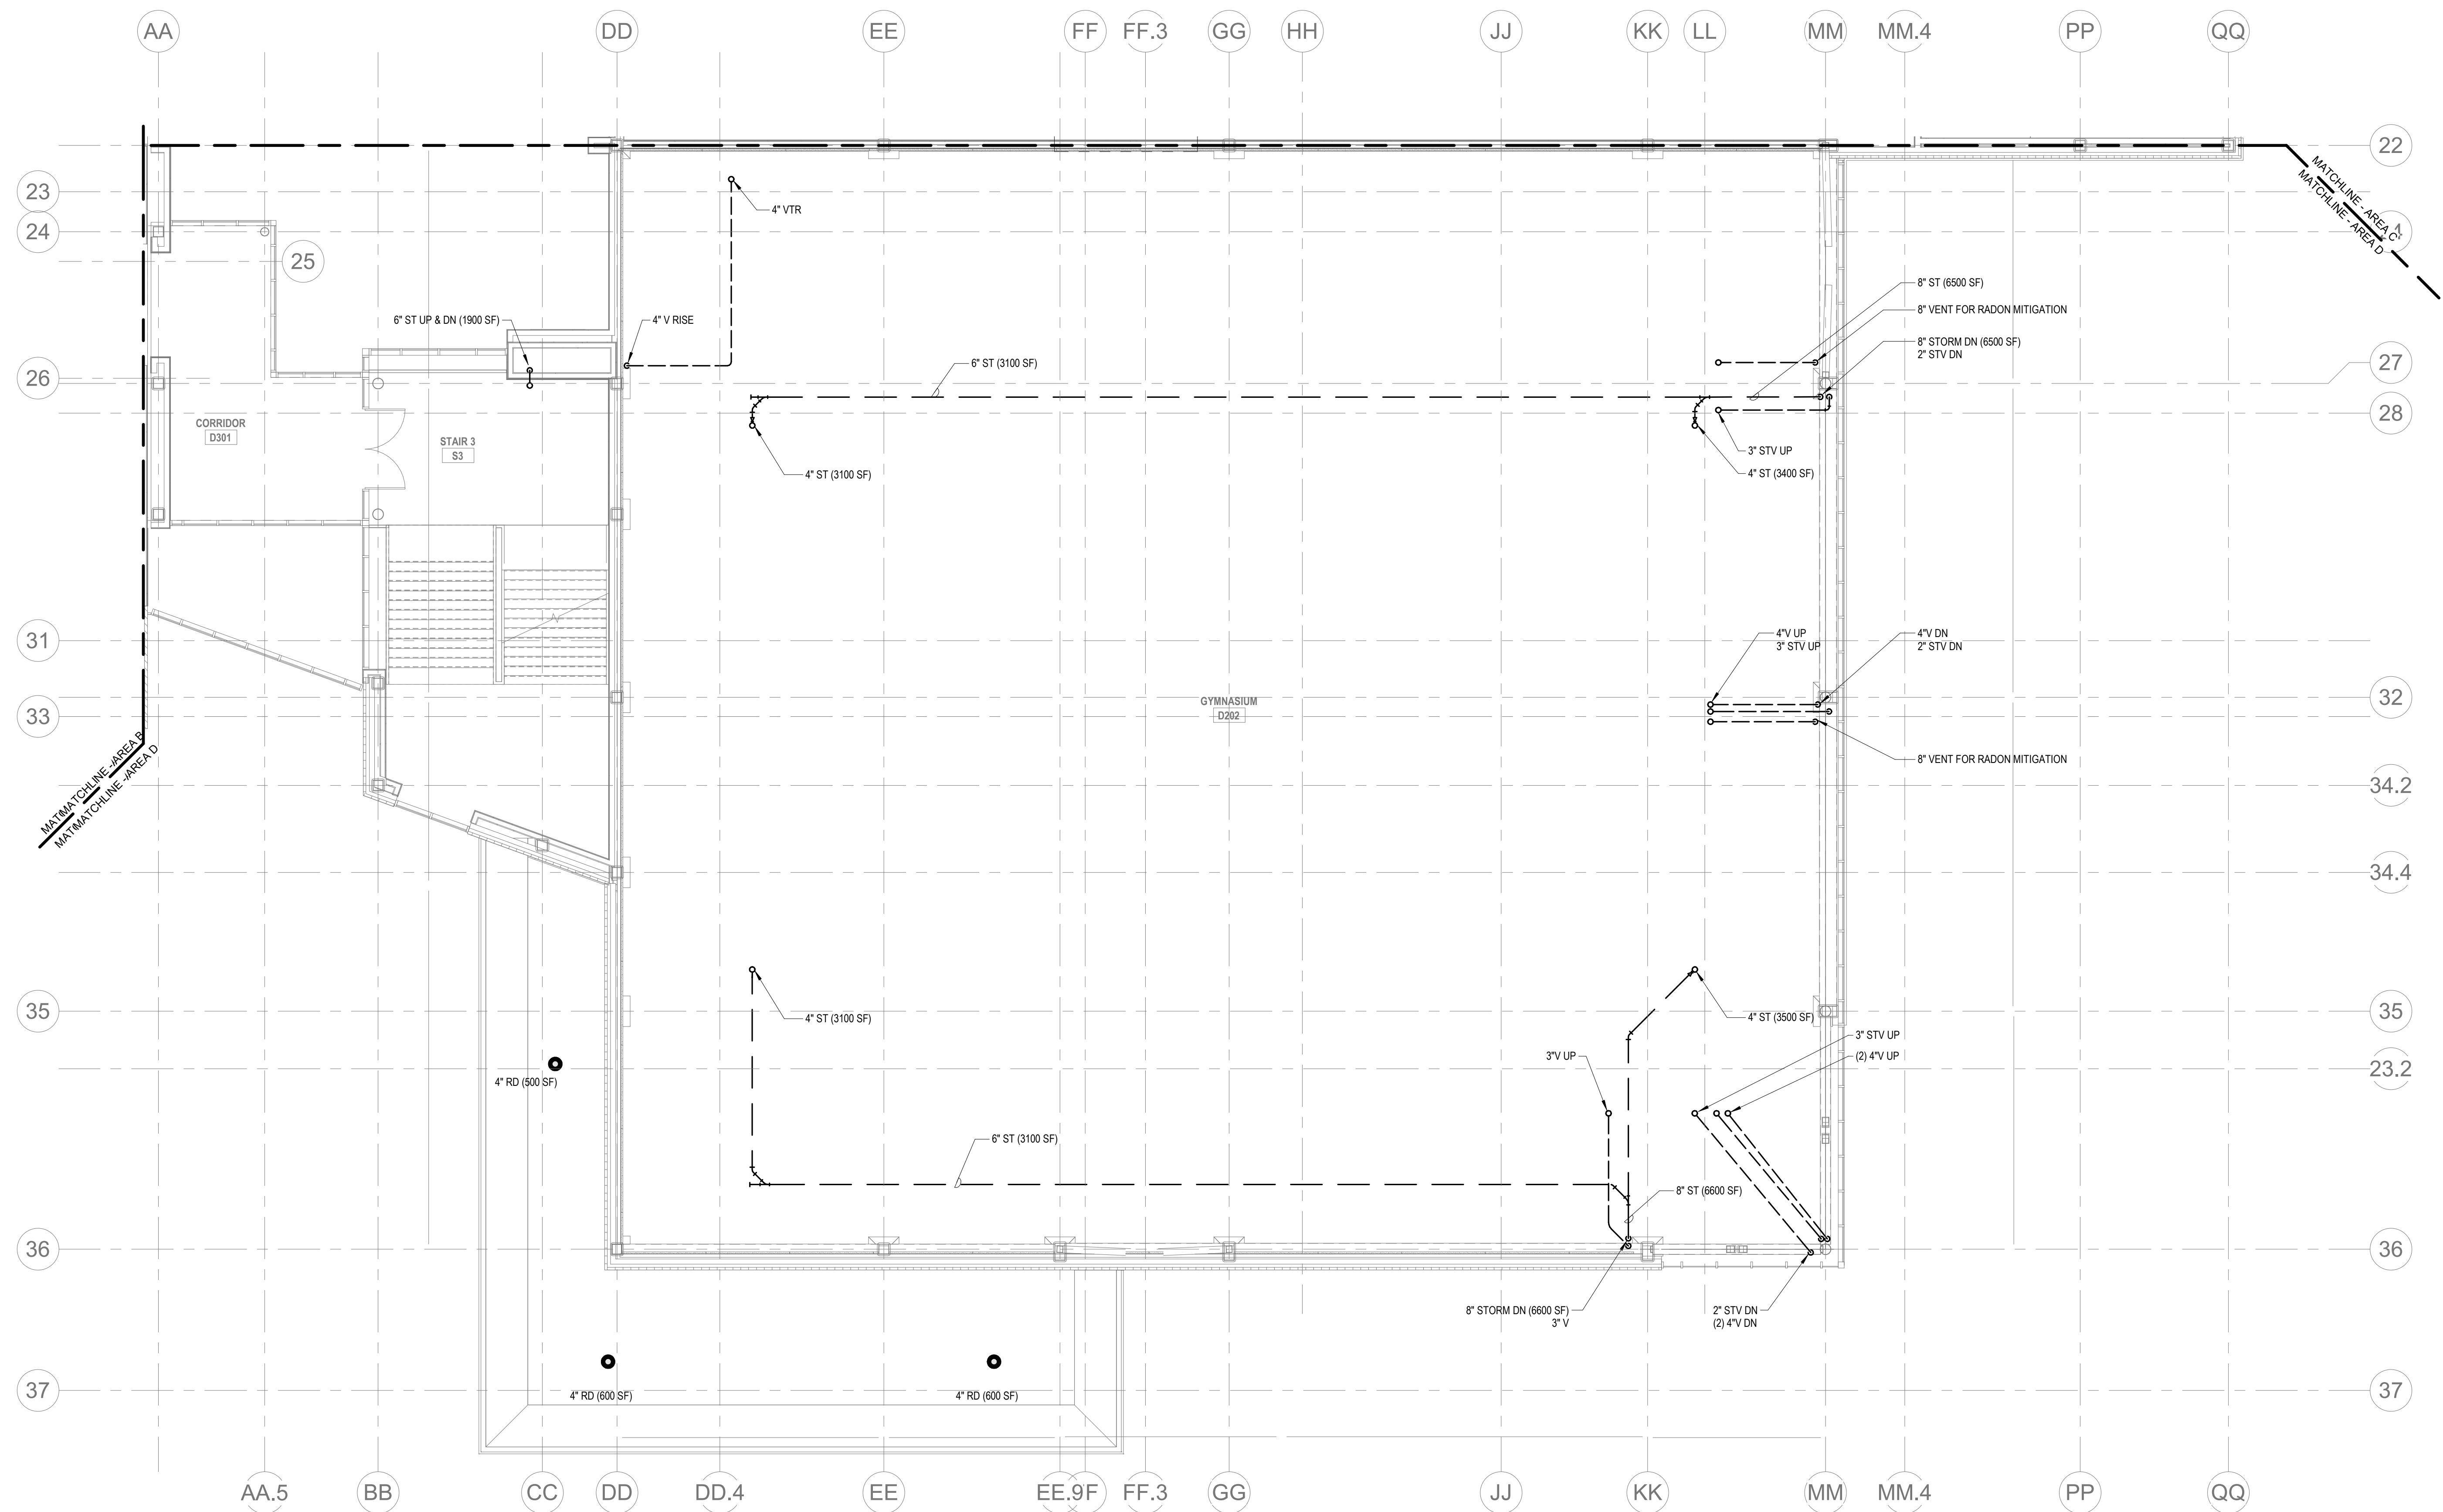 AA
DD
EE
FF
FF.3
GG
HH
JJ
KK
LL
MM
MM.4
PP
QQ
22
MATCHLINE - AREA C
MATCHLINE - AREA D
23
4" VTR
24
25
8" ST (6500 SF)
8" VENT FOR RADON MITIGATION
6" ST UP & DN (1900 SF)
4" V RISE
8" STORM DN (6500 SF)
2" STV DN
6" ST (3100 SF)
26
27
28
CORRIDOR
D301
STAIR 3
S3
3" STV UP
4" ST (3100 SF)
4" ST (3400 SF)
31
4"V UP
3" STV UP
4"V DN
2" STV DN
32
GYMNASIUM
D202
33
MATCHLINE - AREA B
MATCHLINE - AREA D
8" VENT FOR RADON MITIGATION
34.2
34.4
35
4" ST (3100 SF)
4" ST (3500 SF)
35
3" STV UP
3"V UP
(2) 4"V UP
23.2
4" RD (500 SF)
6" ST (3100 SF)
8" ST (6600 SF)
36
36
8" STORM DN (6600 SF)
3" V
2" STV DN
(2) 4"V DN
37
4" RD (600 SF)
4" RD (600 SF)
37
AA.5
BB
CC
DD
DD.4
EE
EE.9
FF.3
GG
JJ
KK
MM
MM.4
PP
QQ